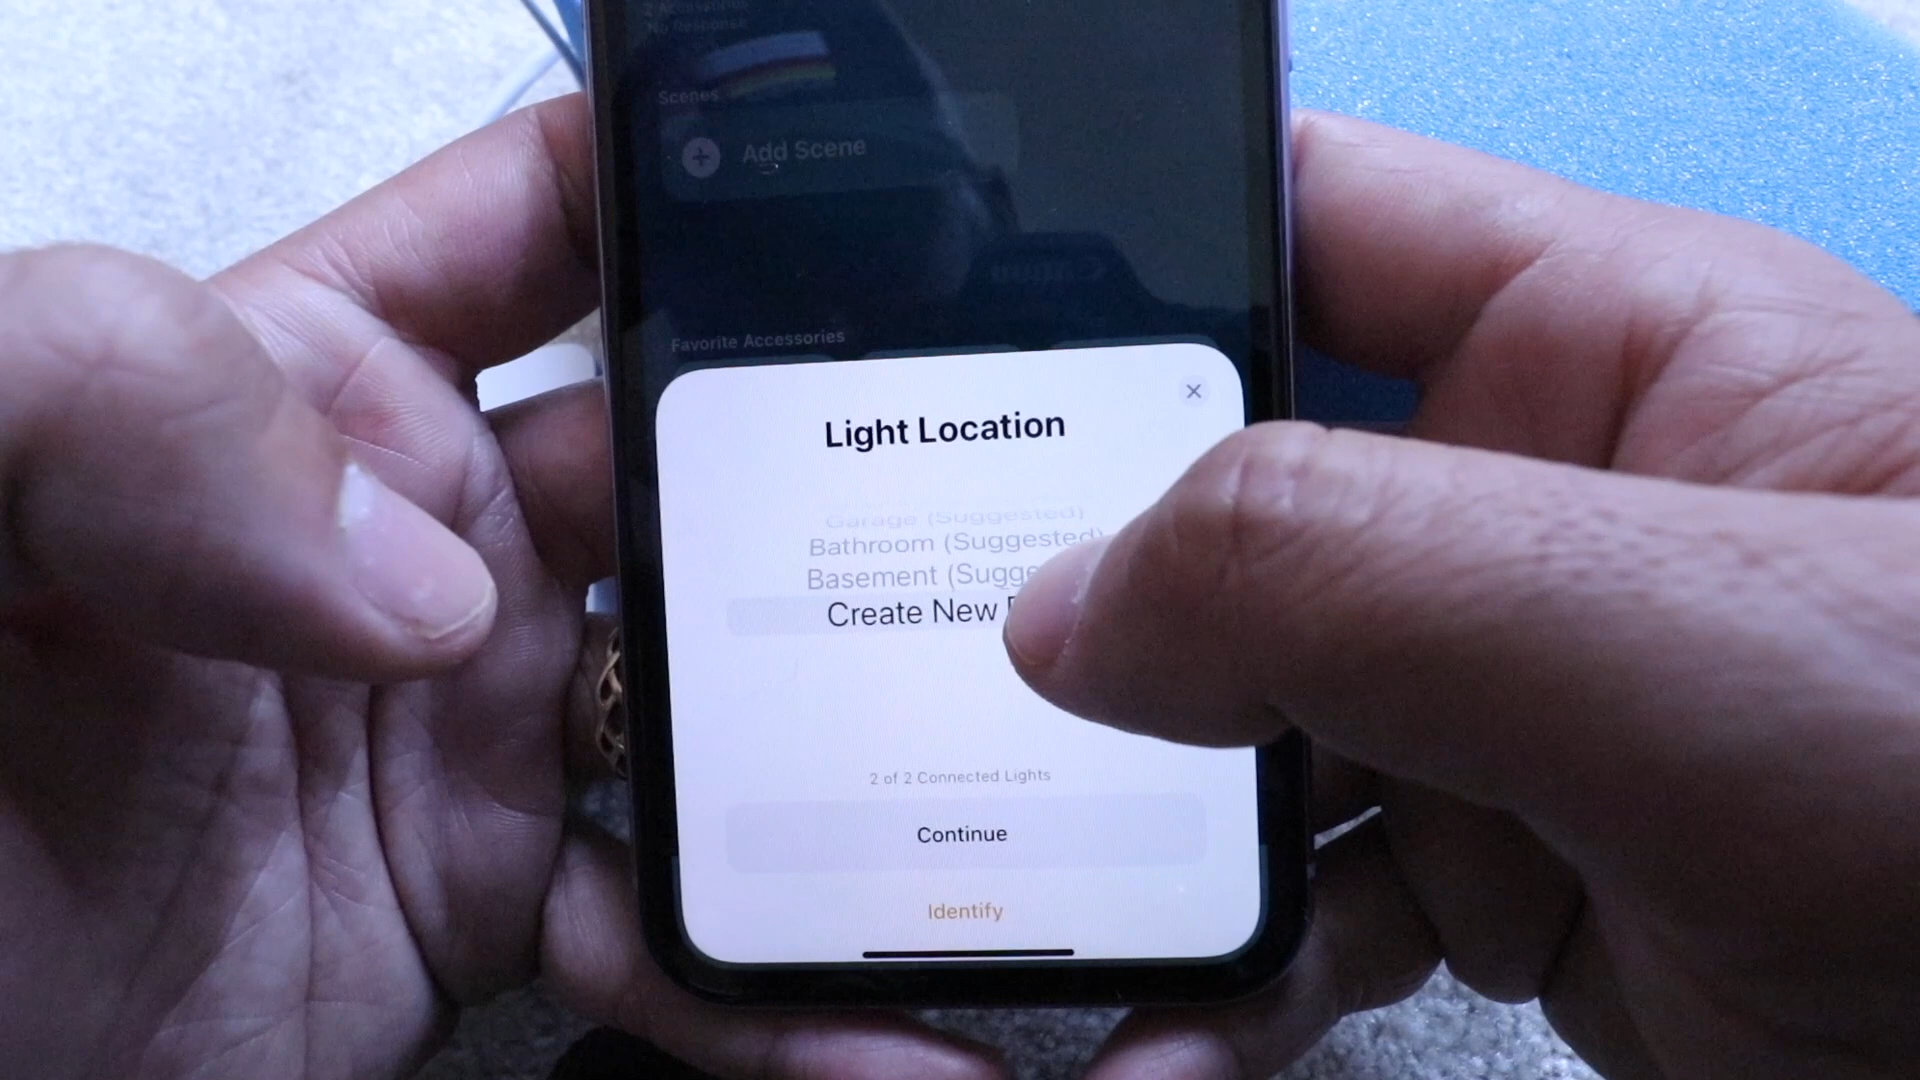 2 Accessories
No Response
Scenes
Add Scene
Favorite Accessories
Light Location
Garage (Suggested)
Bathroom (Suggested)
Basement (Sugge
Create New
2 of 2 Connected Lights
Continue
Identify